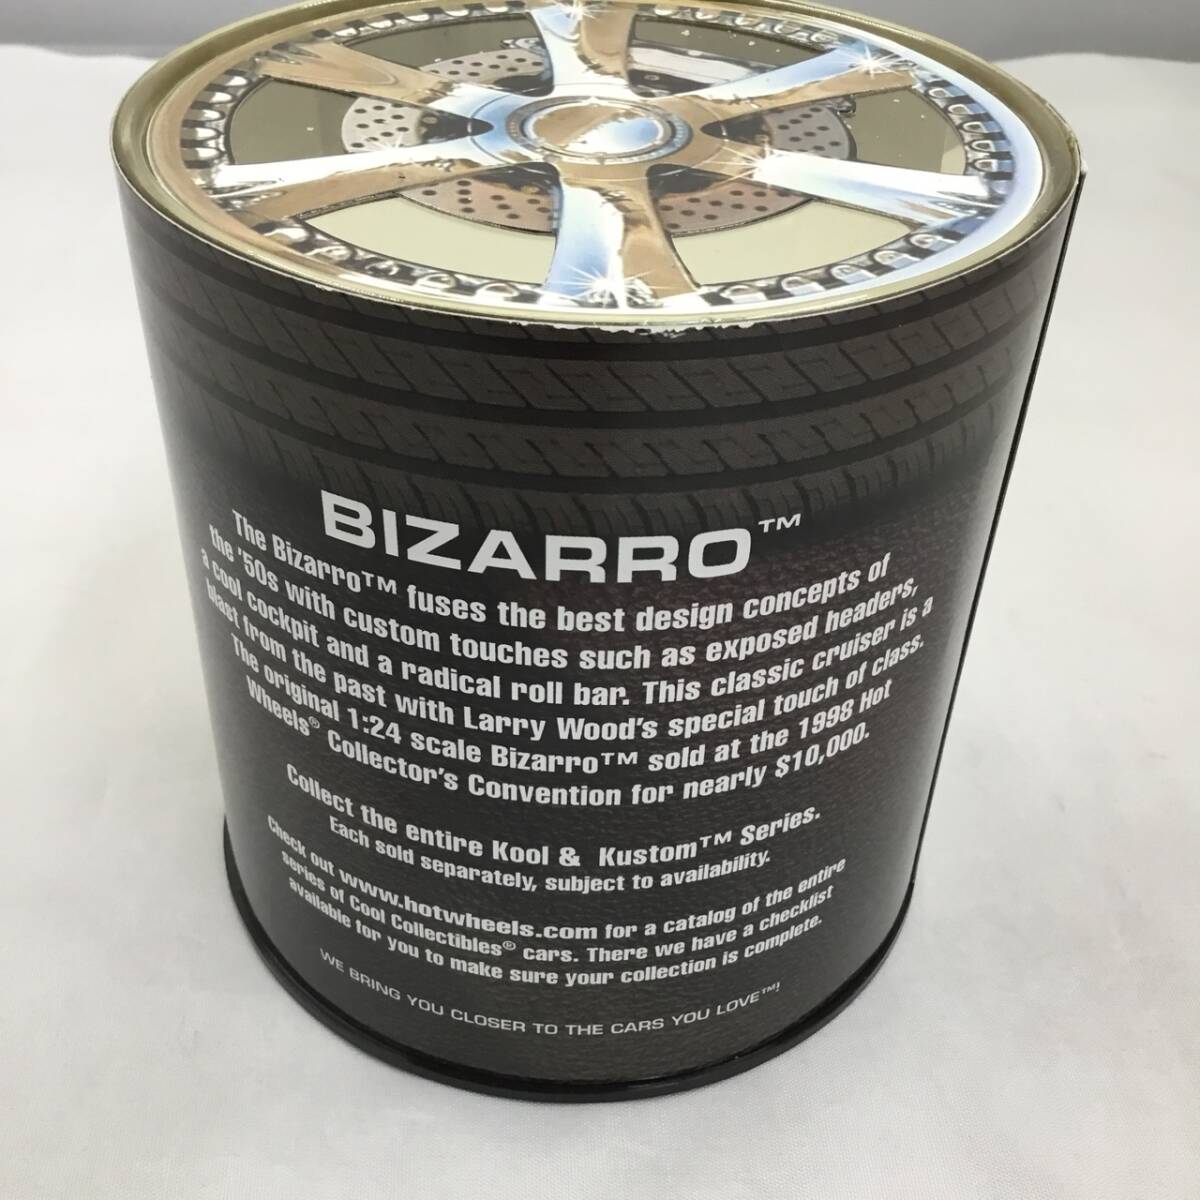 BIZARRO™
The Bizarro™ fuses the best design concepts of
the '50s with custom touches such as exposed headers,
a cool cockpit and a radical roll bar. This classic cruiser is a
blast from the past with Larry Wood's special touch of class.
The original 1:24 scale Bizarro™ sold at the 1998 Hot
Wheels® Collector's Convention for nearly $10,000.
Collect the entire Kool & Kustom™ Series.
Each sold separately, subject to availability.
Check out www.hotwheels.com for a catalog of the entire
series of Cool Collectibles® cars. There we have a checklist
available for you to make sure your collection is complete.
WE BRING YOU CLOSER TO THE CARS YOU LOVE™!